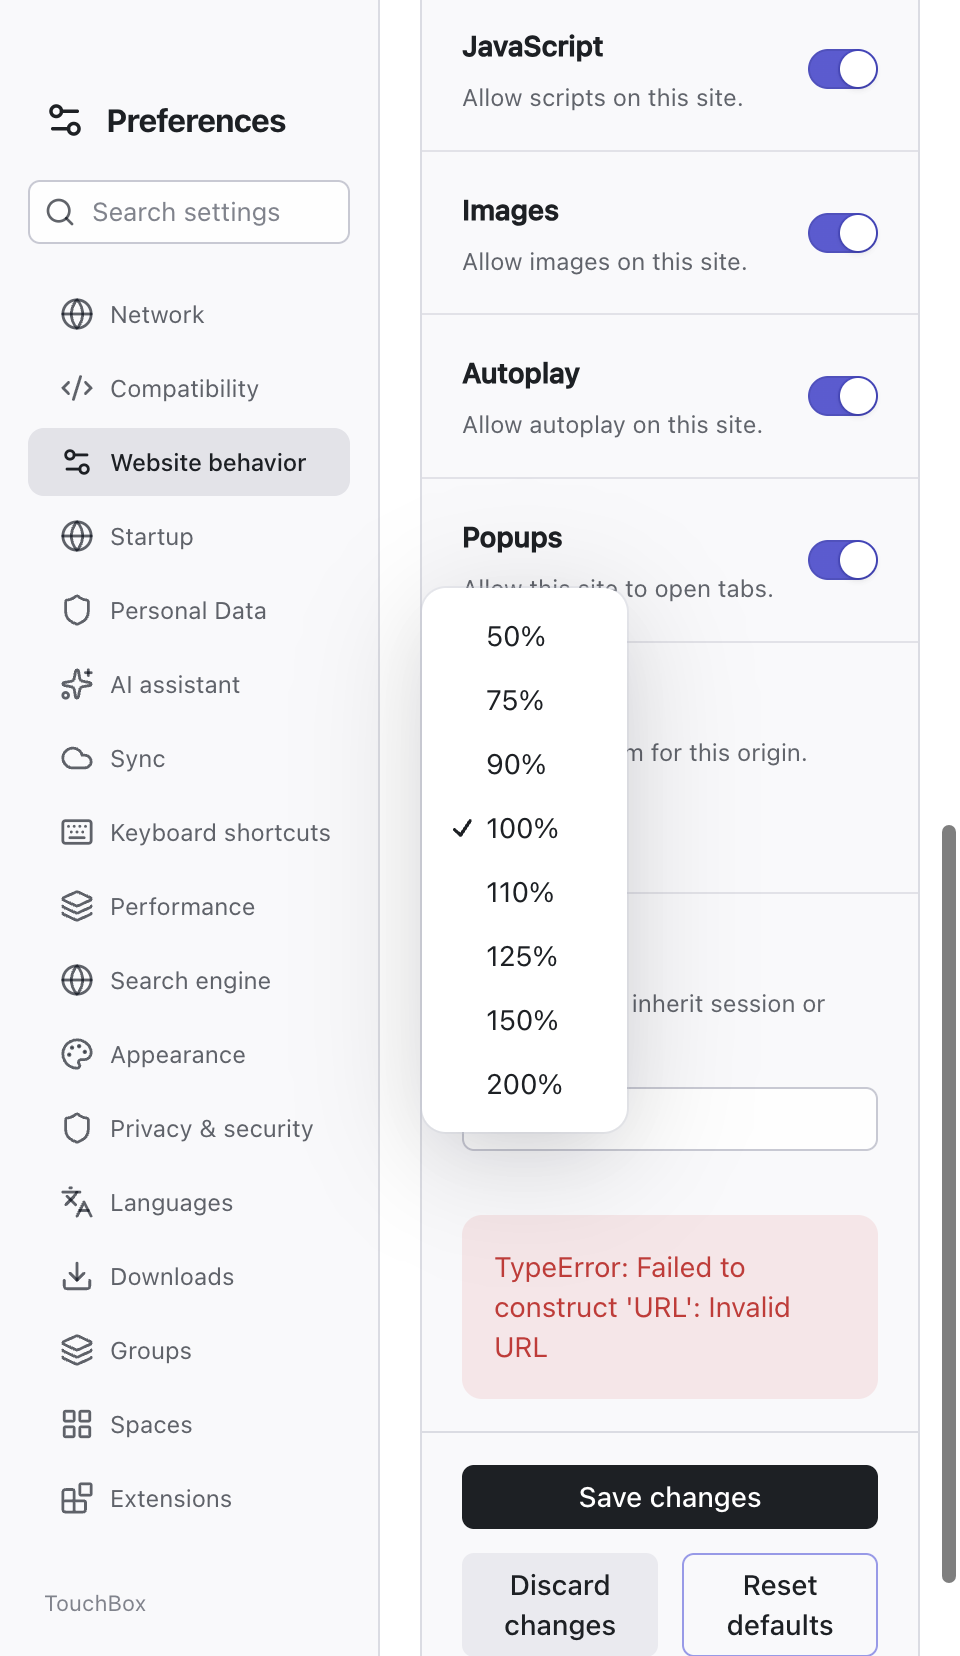 Preferences
Search settings
Network
Compatibility
Website behavior
Startup
Personal Data
AI assistant
Sync
Keyboard shortcuts
Performance
Search engine
Appearance
Privacy & security
Languages
Downloads
Groups
Spaces
Extensions
TouchBox
JavaScript
Allow scripts on this site.
Images
Allow images on this site.
Autoplay
Allow autoplay on this site.
Popups
Allow this site to open tabs.
50%
75%
90%
100%
110%
125%
150%
200%
for this origin.
inherit session or
TypeError: Failed to
construct 'URL': Invalid
URL
Save changes
Discard
changes
Reset
defaults